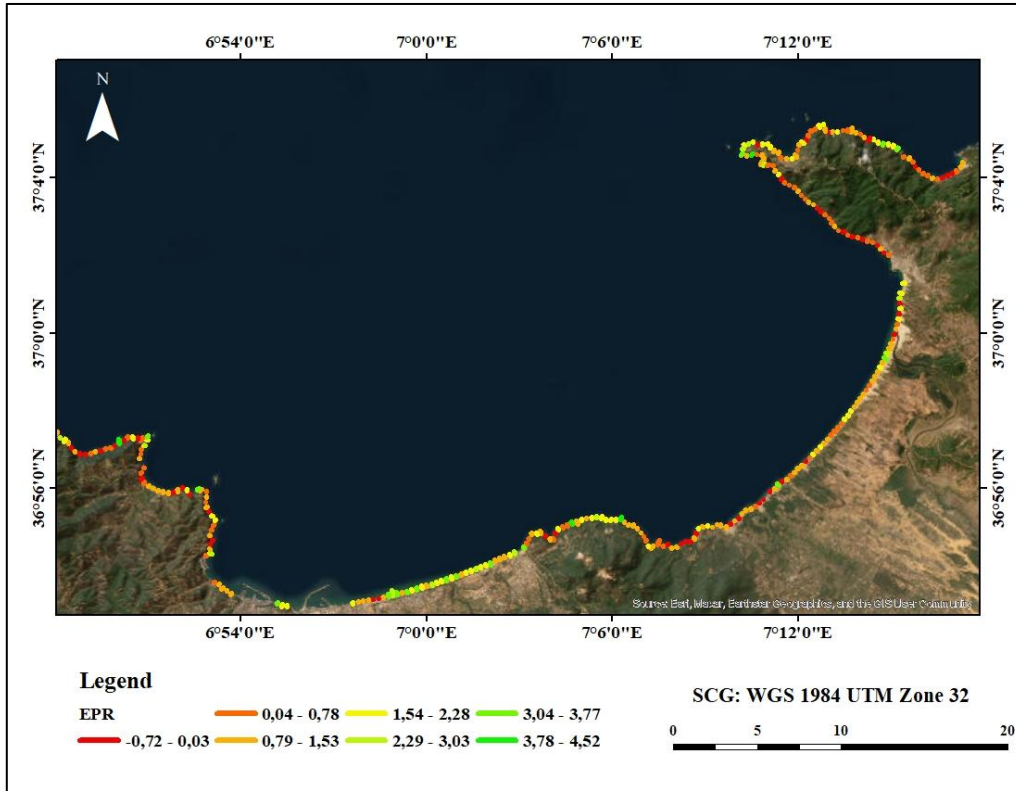 6°54'0"E 7°0'0"E 7°6'0"E 7°12'0"E
N
37°4'0"N 37°4'0"N
37°0'0"N 37°0'0"N
36°56'0"N 36°56'0"N
Source: Esri, Maxar, Earthstar Geographics, and the GIS User Community
6°54'0"E 7°0'0"E 7°6'0"E 7°12'0"E
Legend
EPR 0,04 - 0,78 1,54 - 2,28 3,04 - 3,77
-0,72 - 0,03 0,79 - 1,53 2,29 - 3,03 3,78 - 4,52
SCG: WGS 1984 UTM Zone 32
0 5 10 20